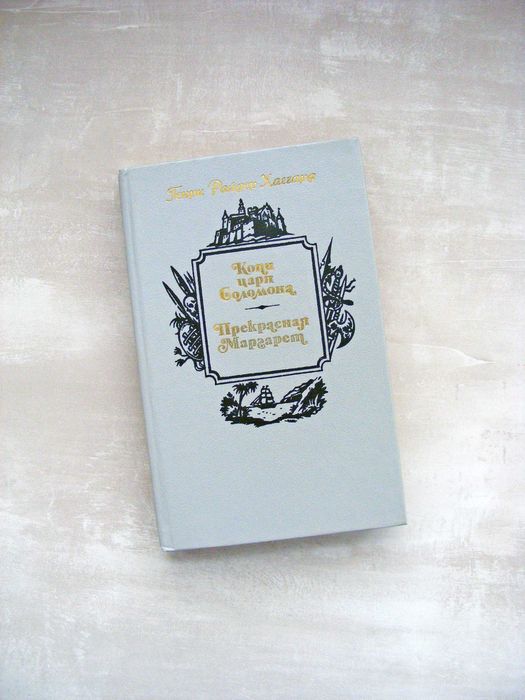 Генри Райдер Хаггард
Копи
царя
Соломона
Прекрасная
Маргарет